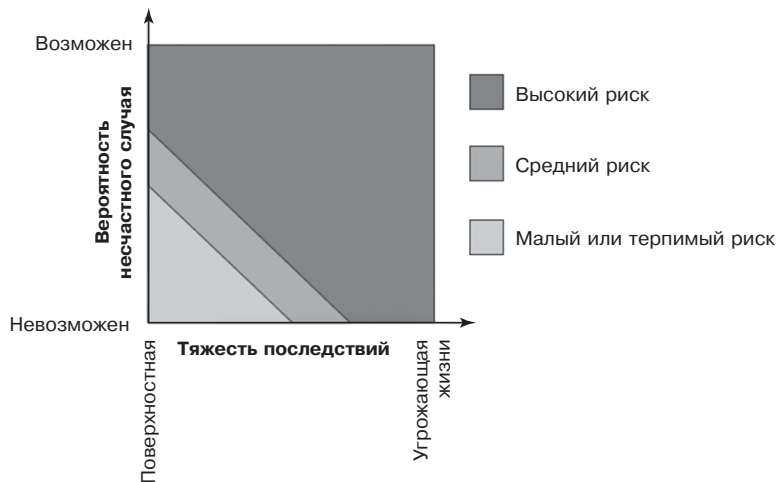 Возможен
Вероятность
несчастного случая
Невозможен
Поверхностная
Тяжесть последствий
Угрожающая
жизни
Высокий риск
Средний риск
Малый или терпимый риск